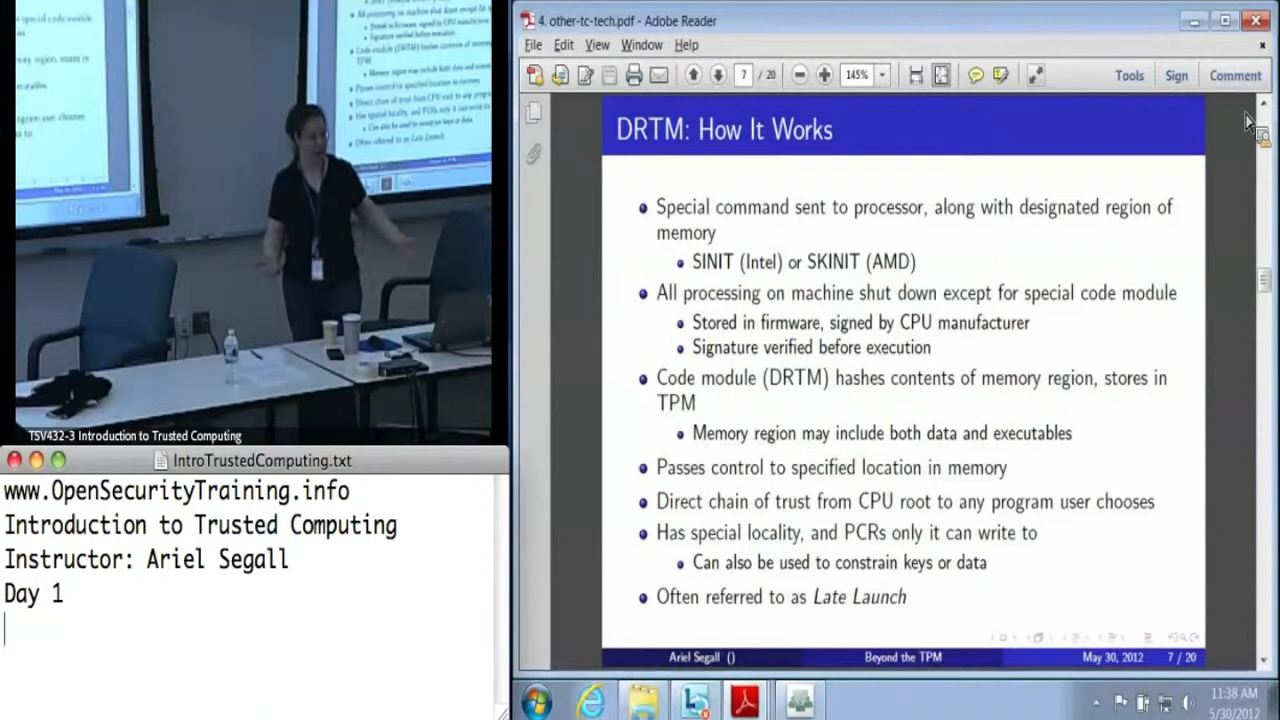 TSV432-3 Introduction to Trusted Computing
IntroTrustedComputing.txt
www.OpenSecurityTraining.info
Introduction to Trusted Computing
Instructor: Ariel Segall
Day 1
4. other-tc-tech.pdf - Adobe Reader
File Edit View Window Help
7 / 20 145% Tools Sign Comment
DRTM: How It Works
Special command sent to processor, along with designated region of
memory
SINIT (Intel) or SKINIT (AMD)
All processing on machine shut down except for special code module
Stored in firmware, signed by CPU manufacturer
Signature verified before execution
Code module (DRTM) hashes contents of memory region, stores in
TPM
Memory region may include both data and executables
Passes control to specified location in memory
Direct chain of trust from CPU root to any program user chooses
Has special locality, and PCRs only it can write to
Can also be used to constrain keys or data
Often referred to as Late Launch
Ariel Segall () Beyond the TPM May 30, 2012 7 / 20
11:38 AM
5/30/2012